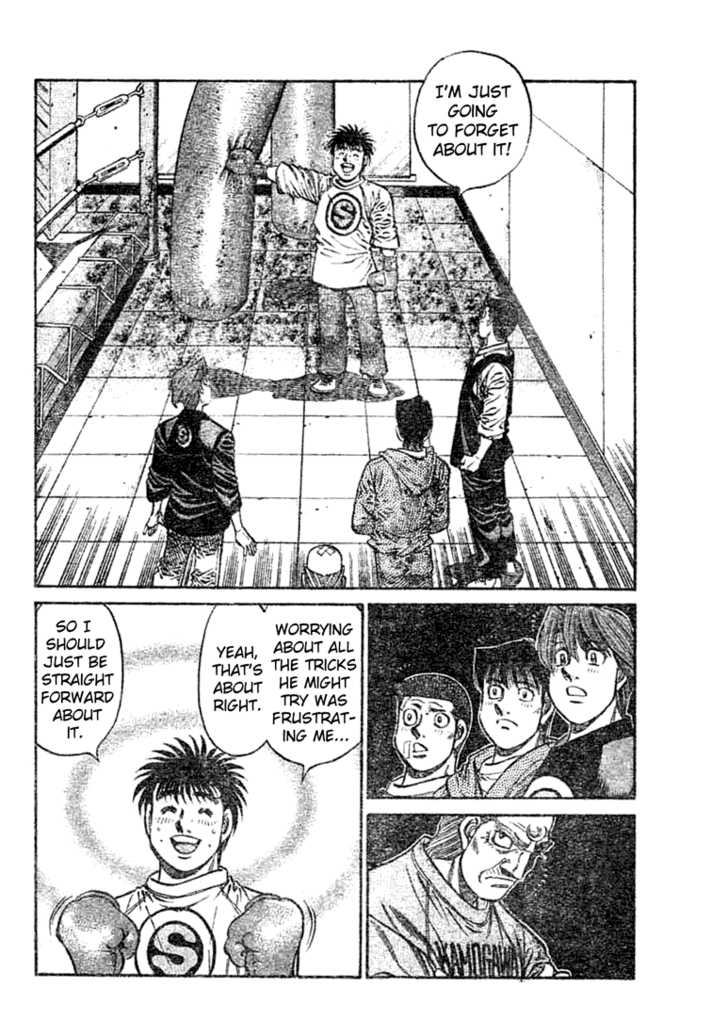 I'M JUST
GOING
TO FORGET
ABOUT IT!
S
S
WORRYING
ABOUT ALL
THE TRICKS
HE MIGHT
TRY WAS
FRUSTRAT-
ING ME...
YEAH,
THAT'S
ABOUT
RIGHT.
SO I
SHOULD
JUST BE
STRAIGHT
FORWARD
ABOUT
IT.
S
KAMOGAWA